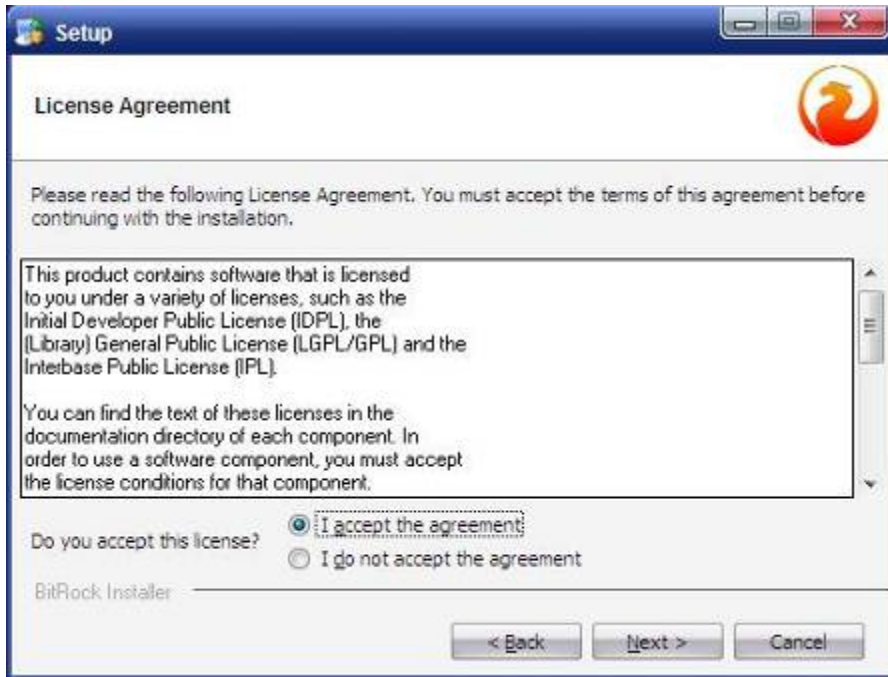 Setup
License Agreement
Please read the following License Agreement. You must accept the terms of this agreement before
continuing with the installation.
This product contains software that is licensed
to you under a variety of licenses, such as the
Initial Developer Public License (IDPL), the
(Library) General Public License (LGPL/GPL) and the
Interbase Public License (IPL).
You can find the text of these licenses in the
documentation directory of each component. In
order to use a software component, you must accept
the license conditions for that component.
Do you accept this license?
I accept the agreement
I do not accept the agreement
BitRock Installer
< Back
Next >
Cancel